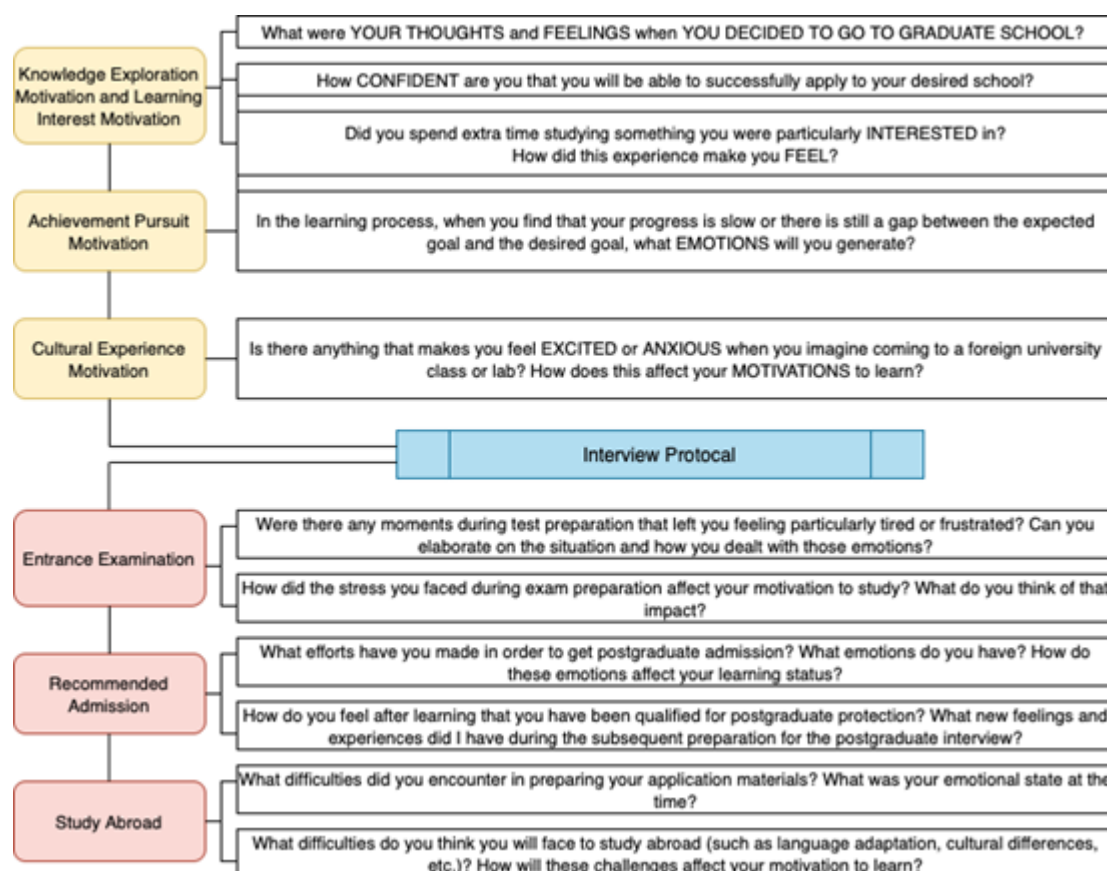 What were YOUR THOUGHTS and FEELINGS when YOU DECIDED TO GO TO GRADUATE SCHOOL?
Knowledge Exploration
Motivation and Learning
Interest Motivation
How CONFIDENT are you that you will be able to successfully apply to your desired school?
Did you spend extra time studying something you were particularly INTERESTED in?
How did this experience make you FEEL?
Achievement Pursuit
Motivation
In the learning process, when you find that your progress is slow or there is still a gap between the expected
goal and the desired goal, what EMOTIONS will you generate?
Cultural Experience
Motivation
Is there anything that makes you feel EXCITED or ANXIOUS when you imagine coming to a foreign university
class or lab? How does this affect your MOTIVATIONS to learn?
Interview Protocal
Entrance Examination
Were there any moments during test preparation that left you feeling particularly tired or frustrated? Can you
elaborate on the situation and how you dealt with those emotions?
How did the stress you faced during exam preparation affect your motivation to study? What do you think of that
impact?
Recommended
Admission
What efforts have you made in order to get postgraduate admission? What emotions do you have? How do
these emotions affect your learning status?
How do you feel after learning that you have been qualified for postgraduate protection? What new feelings and
experiences did I have during the subsequent preparation for the postgraduate interview?
Study Abroad
What difficulties did you encounter in preparing your application materials? What was your emotional state at the
time?
What difficulties do you think you will face to study abroad (such as language adaptation, cultural differences,
etc.)? How will these challenges affect your motivation to learn?